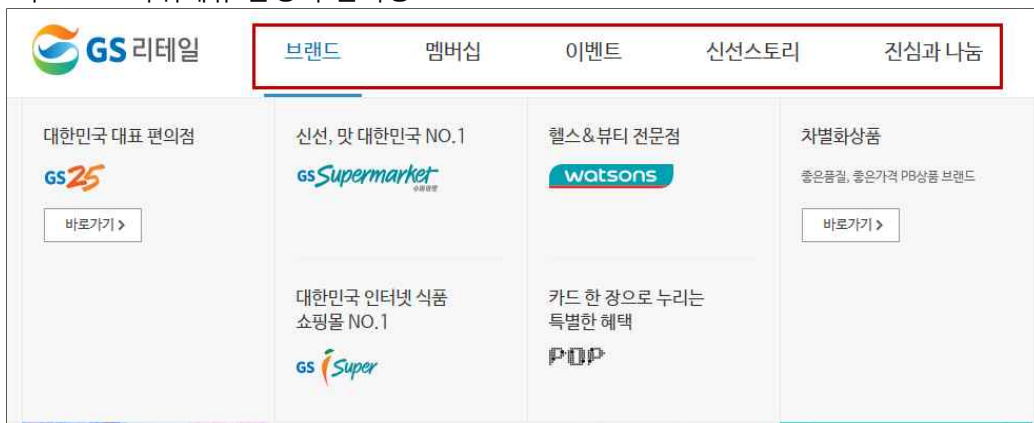 GS 리테일
브랜드 멤버십 이벤트 신선스토리 진심과 나눔
대한민국 대표 편의점
GS25
바로가기 >
신선, 맛 대한민국 NO.1
GS Supermarket
수퍼마켓
헬스&뷰티 전문점
watsons
차별화상품
좋은품질, 좋은가격 PB상품 브랜드
바로가기 >
대한민국 인터넷 식품
쇼핑몰 NO.1
GS iSuper
카드 한 장으로 누리는
특별한 혜택
POP